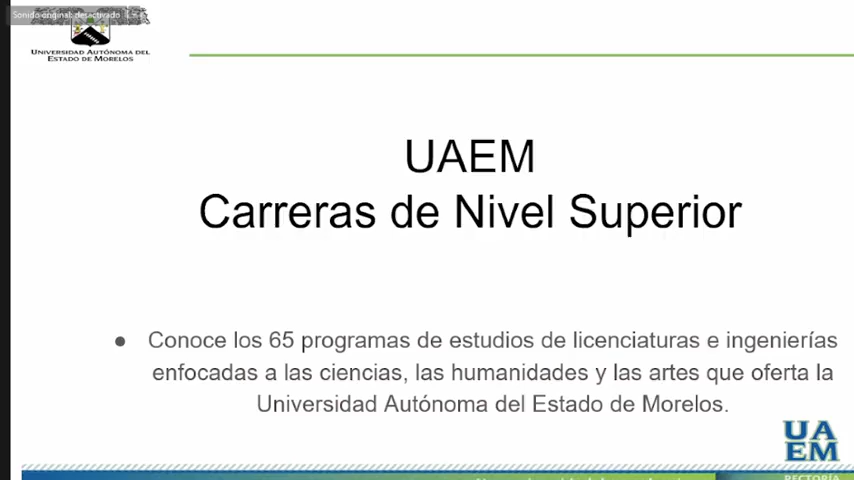 Sonido original: desactivado
UNIVERSIDAD AUTÓNOMA DEL
ESTADO DE MORELOS
UAEM
Carreras de Nivel Superior
● Conoce los 65 programas de estudios de licenciaturas e ingenierías
enfocadas a las ciencias, las humanidades y las artes que oferta la
Universidad Autónoma del Estado de Morelos.
UA
EM
RECTORÍA